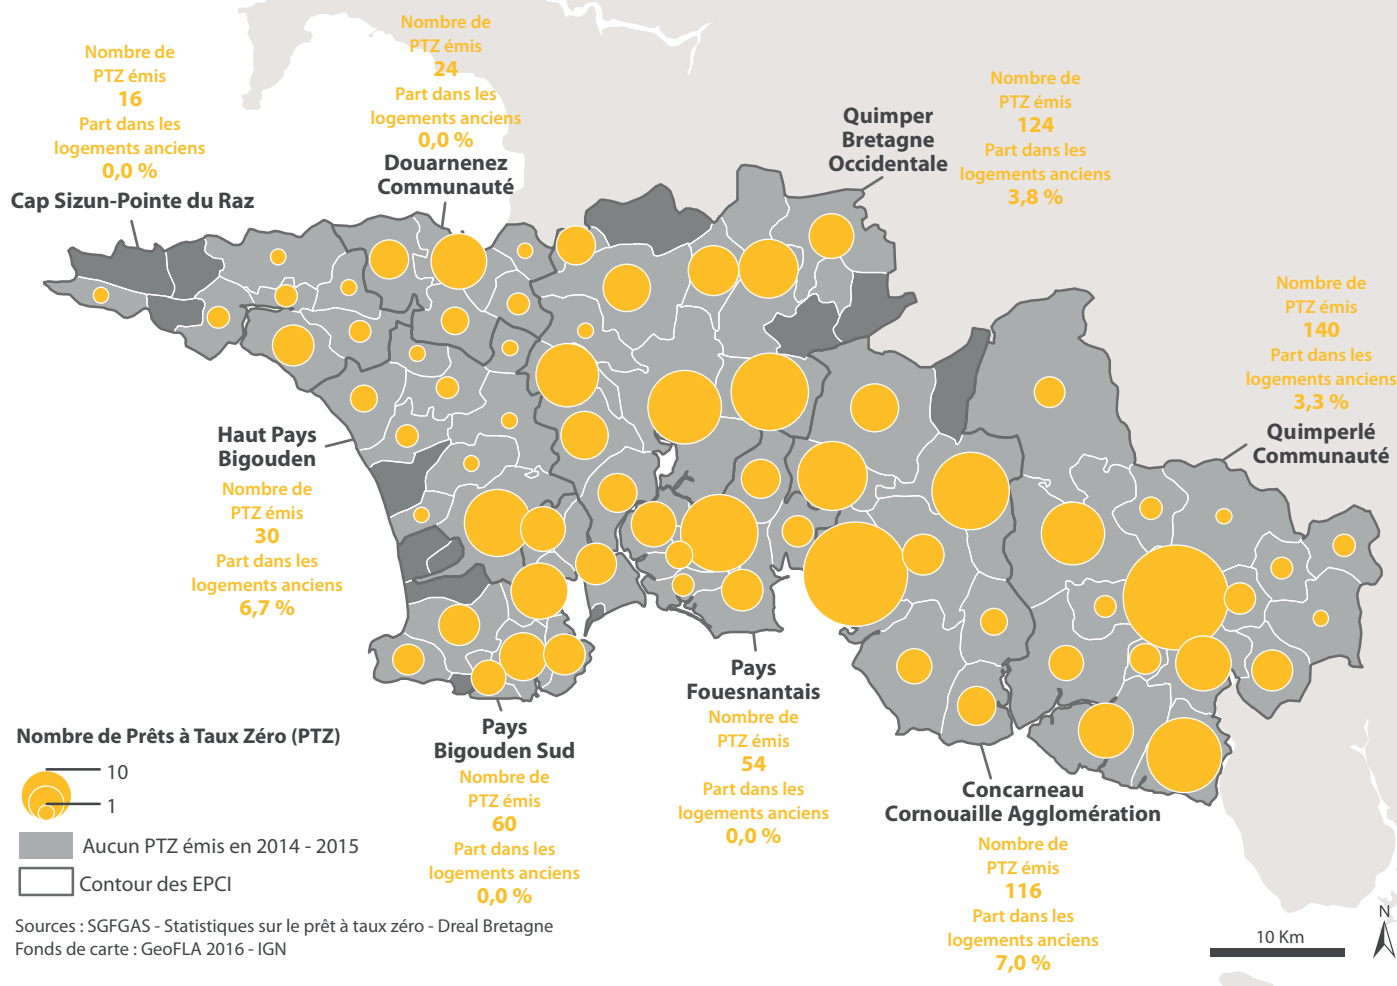 Nombre de
PTZ émis
16
Part dans les
logements anciens
0,0 %
Cap Sizun-Pointe du Raz
Nombre de
PTZ émis
24
Part dans les
logements anciens
0,0 %
Douarnenez
Communauté
Quimper
Bretagne
Occidentale
Nombre de
PTZ émis
124
Part dans les
logements anciens
3,8 %
Nombre de
PTZ émis
140
Part dans les
logements anciens
3,3 %
Quimperlé
Communauté
Haut Pays
Bigouden
Nombre de
PTZ émis
30
Part dans les
logements anciens
6,7 %
Pays
Bigouden Sud
Nombre de
PTZ émis
60
Part dans les
logements anciens
0,0 %
Pays
Fouesnantais
Nombre de
PTZ émis
54
Part dans les
logements anciens
0,0 %
Concarneau
Cornouaille Agglomération
Nombre de
PTZ émis
116
Part dans les
logements anciens
7,0 %
Nombre de Prêts à Taux Zéro (PTZ)
10
1
Aucun PTZ émis en 2014 - 2015
Contour des EPCI
Sources : SGFGAS - Statistiques sur le prêt à taux zéro - Dreal Bretagne
Fonds de carte : GeoFLA 2016 - IGN
10 Km
N